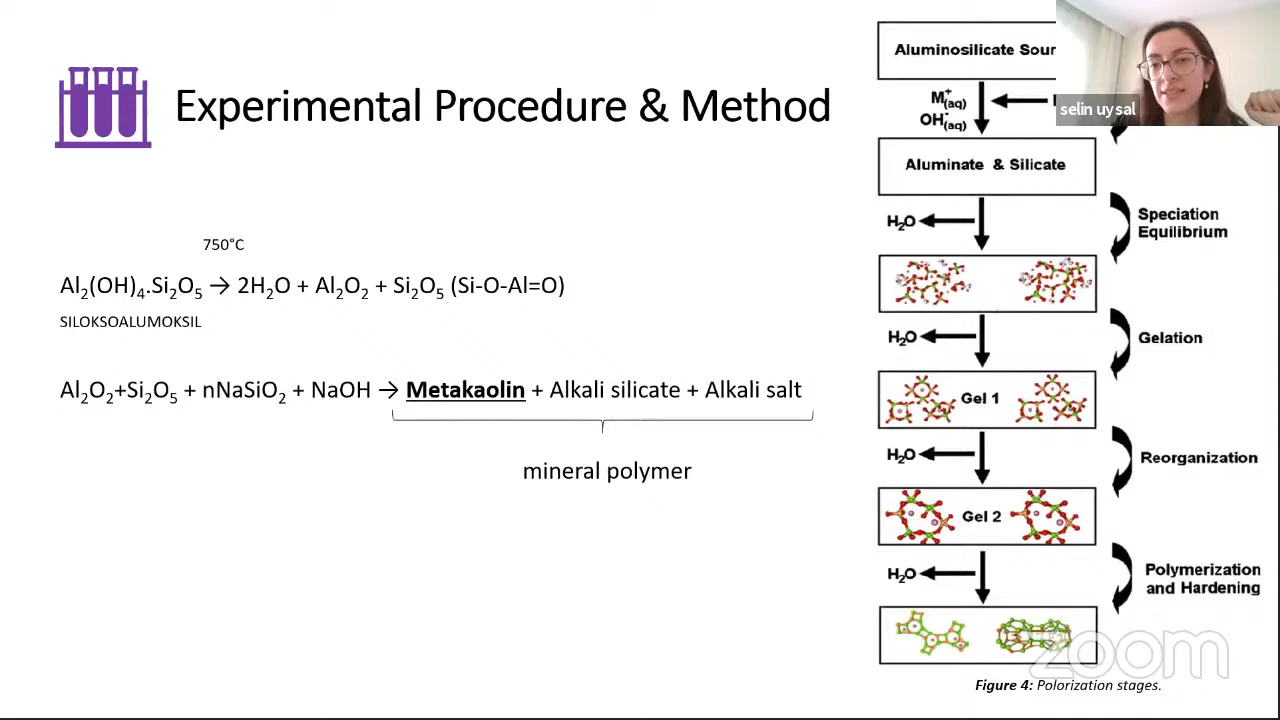 Experimental Procedure & Method
750°C
Al₂(OH)₄.Si₂O₅ → 2H₂O + Al₂O₂ + Si₂O₅ (Si-O-Al=O)
SILOKSOALUMOKSIL
Al₂O₂+Si₂O₅ + nNaSiO₂ + NaOH → Metakaolin + Alkali silicate + Alkali salt
mineral polymer
Aluminosilicate Sour
M⁺(aq)
OH⁻(aq)
Aluminate & Silicate
H₂O
Speciation
Equilibrium
H₂O
Gelation
Gel 1
H₂O
Reorganization
Gel 2
H₂O
Polymerization
and Hardening
Figure 4: Polorization stages.
selin uysal
zoom